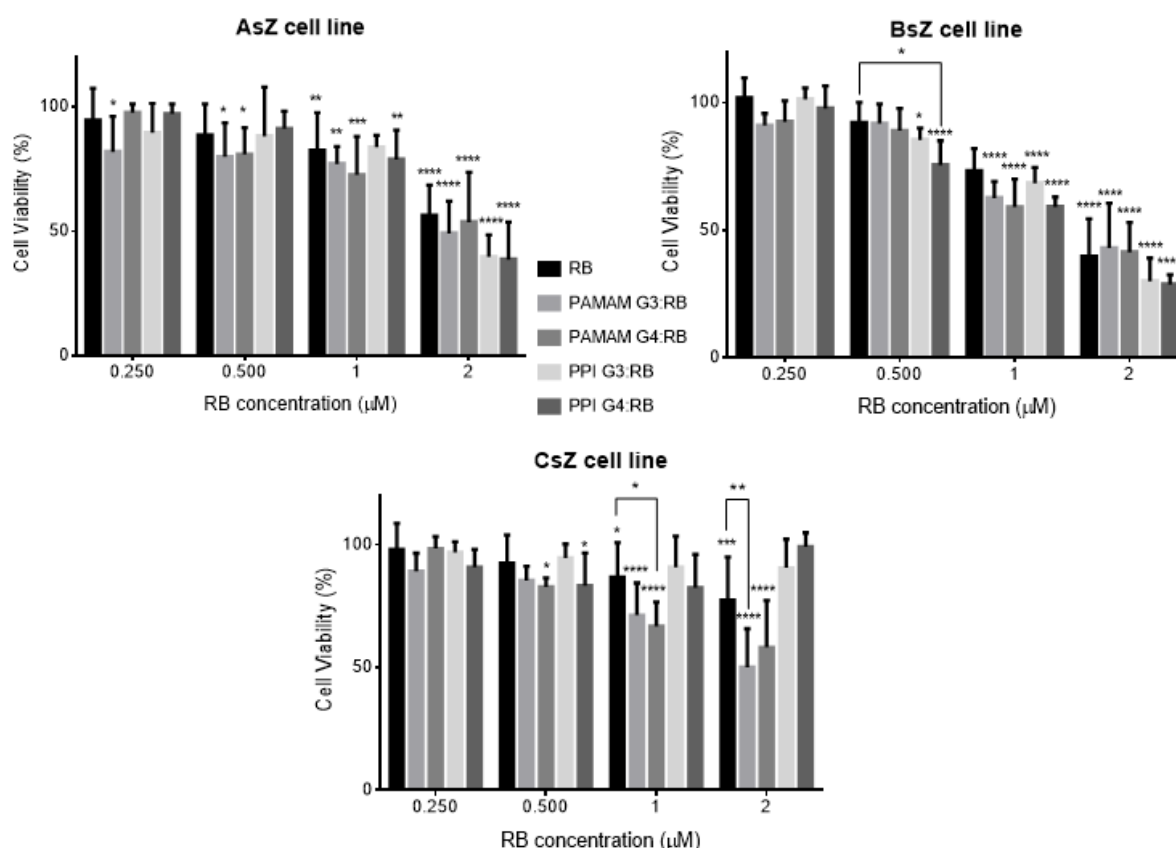 AsZ cell line
Cell Viability (%)
100
50
0
* * * ** ** *** ** **** **** **** **** ****
0.250 0.500 1 2
RB concentration (µM)
RB
PAMAM G3:RB
PAMAM G4:RB
PPI G3:RB
PPI G4:RB
BsZ cell line
Cell Viability (%)
100
50
0
*
* **** **** **** **** **** **** **** **** **** ***
0.250 0.500 1 2
RB concentration (µM)
CsZ cell line
Cell Viability (%)
100
50
0
* **
* * * **** **** *** **** ****
0.250 0.500 1 2
RB concentration (µM)